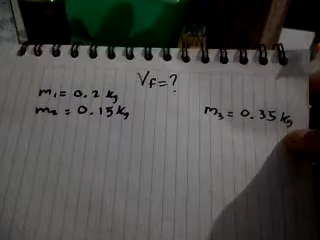 Vf=?
m₁= 0.2 kg
m₂ = 0.15 kg
m₃ = 0.35 kg